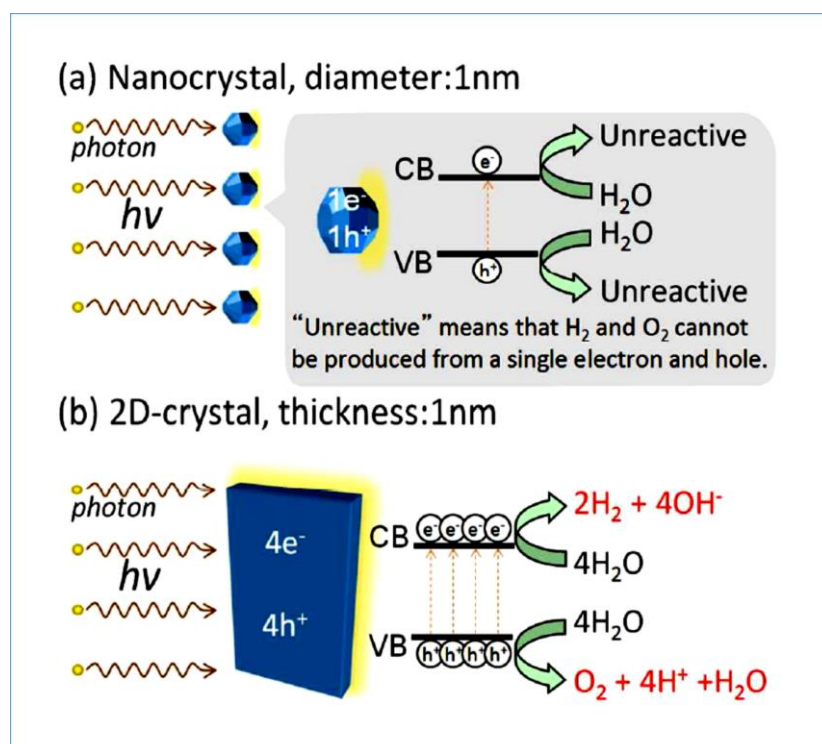 (a) Nanocrystal, diameter:1nm
photon
hν
1e⁻
1h⁺
CB
e⁻
Unreactive
H₂O
VB
h⁺
H₂O
Unreactive
“Unreactive” means that H₂ and O₂ cannot
be produced from a single electron and hole.
(b) 2D-crystal, thickness:1nm
photon
hν
4e⁻
4h⁺
CB
e⁻ e⁻ e⁻ e⁻
2H₂ + 4OH⁻
4H₂O
VB
h⁺ h⁺ h⁺ h⁺
4H₂O
O₂ + 4H⁺ +H₂O